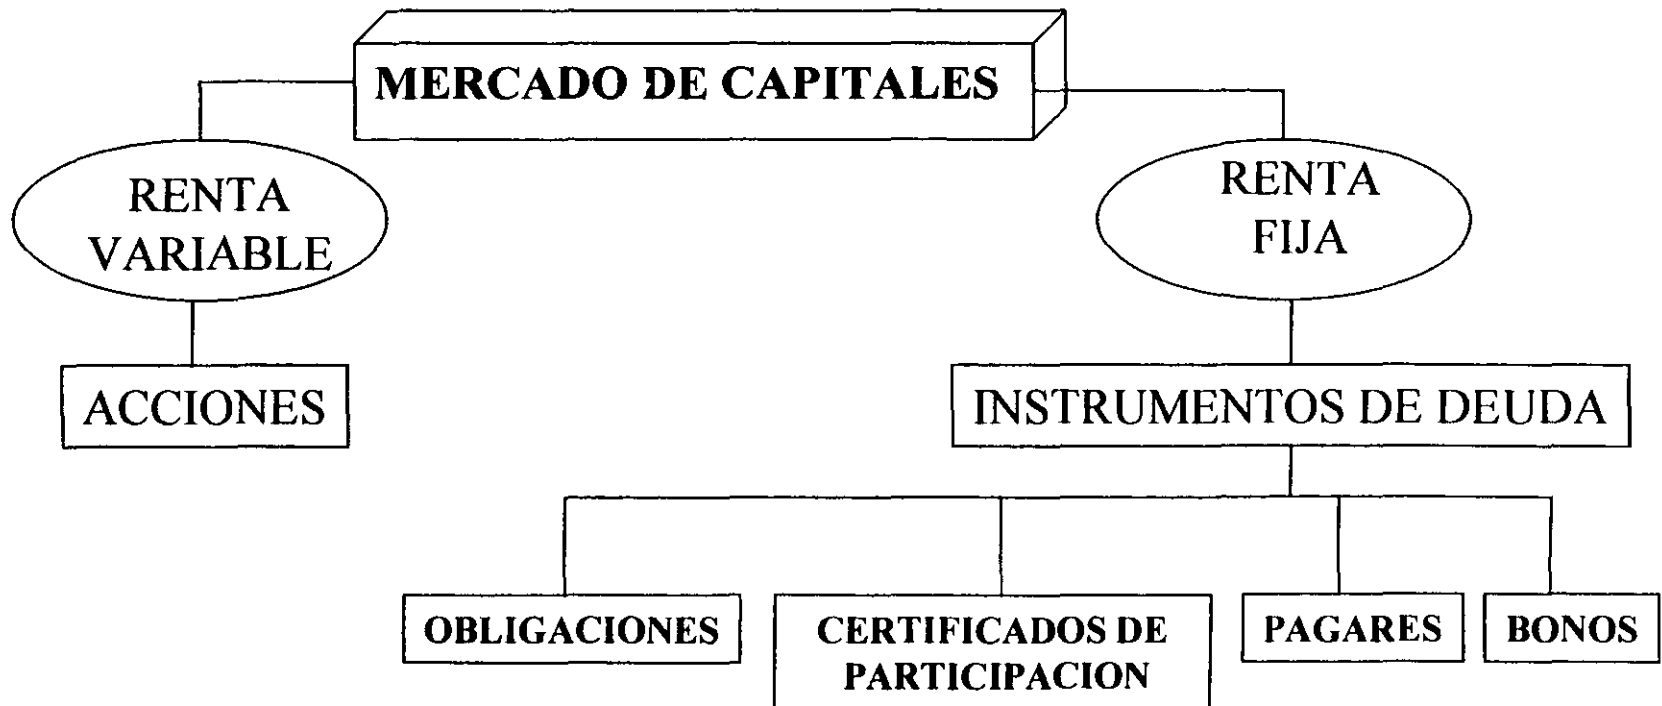 MERCADO DE CAPITALES
RENTA
VARIABLE
RENTA
FIJA
ACCIONES
INSTRUMENTOS DE DEUDA
OBLIGACIONES
CERTIFICADOS DE
PARTICIPACION
PAGARES
BONOS